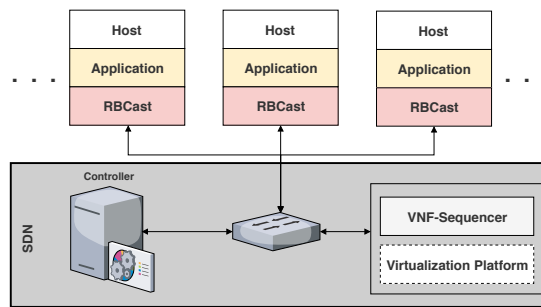 Host
Application
RBCast
Host
Application
RBCast
Host
Application
RBCast
. . .
. . .
SDN
Controller
VNF-Sequencer
Virtualization Platform